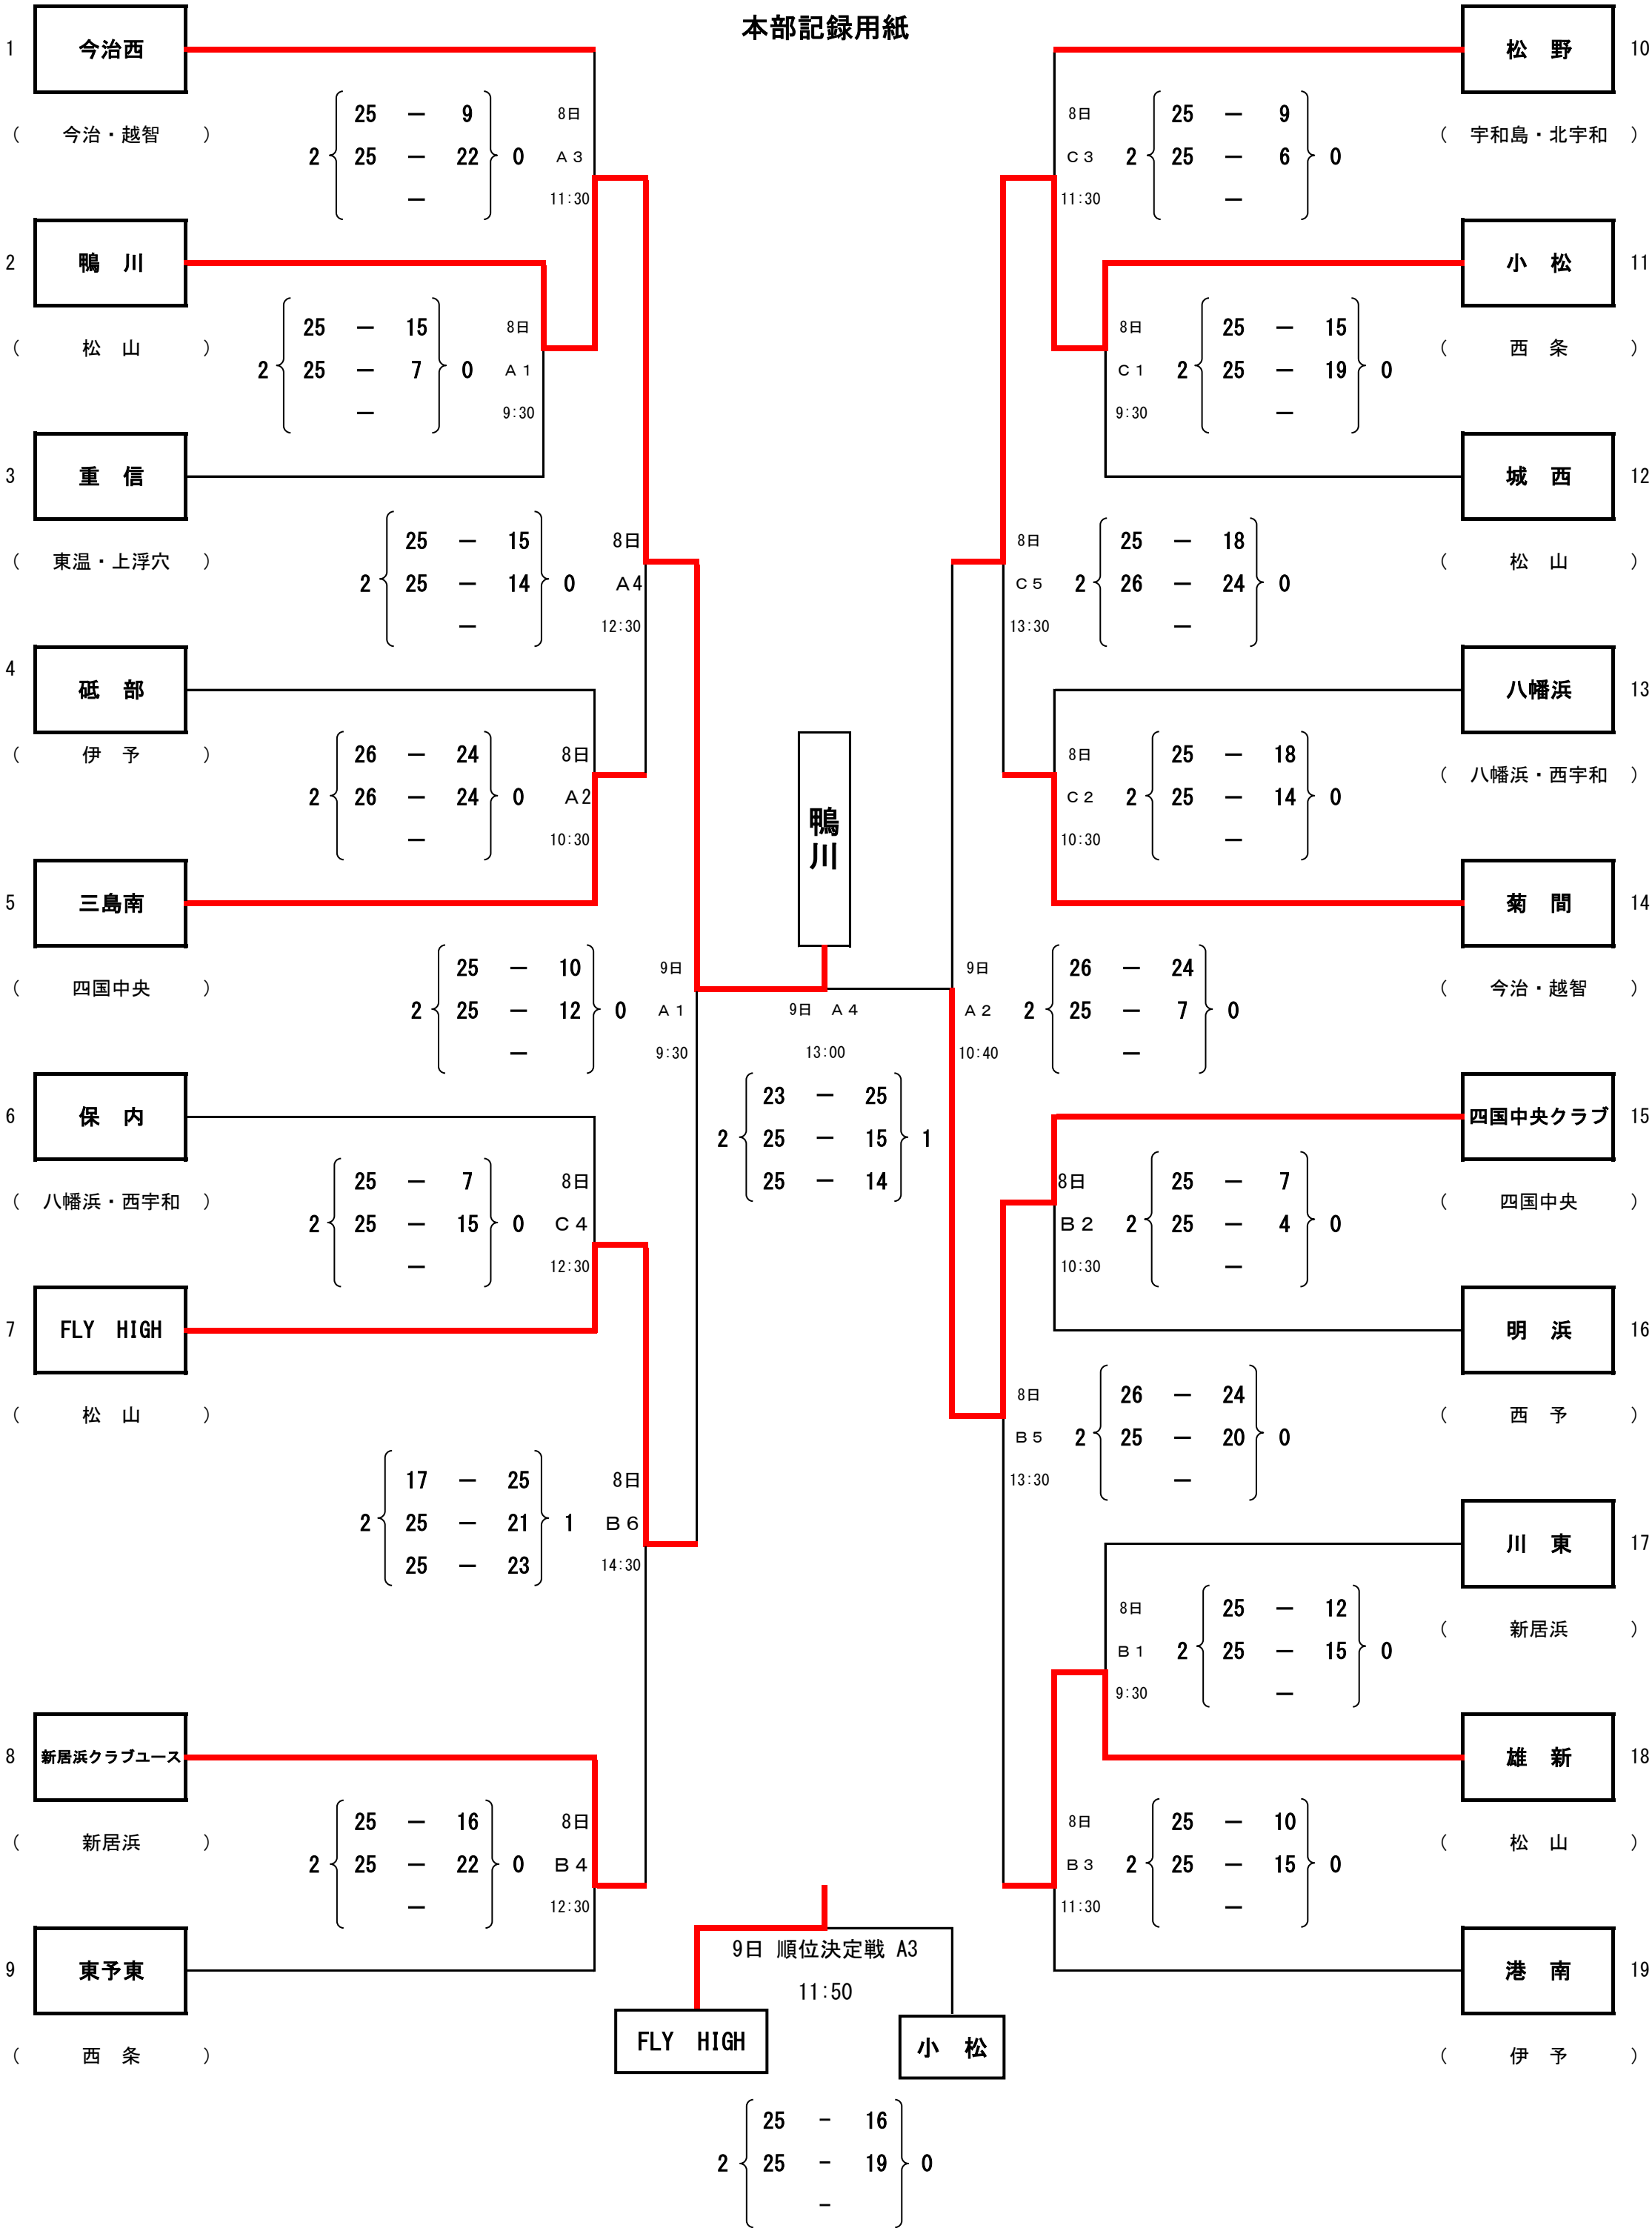 本部記録用紙
1 今治西
( 今治・越智 )
2 { 25 － 9 } 0 8日
25 － 22 A3
－ 11:30
2 鴨 川
( 松 山 )
2 { 25 － 15 } 0 8日
25 － 7 A1
－ 9:30
3 重 信
( 東温・上浮穴 )
2 { 25 － 15 } 0 8日
25 － 14 A4
－ 12:30
4 砥 部
( 伊 予 )
2 { 26 － 24 } 0 8日
26 － 24 A2
－ 10:30
5 三島南
( 四国中央 )
2 { 25 － 10 } 0 9日
25 － 12 A1
－ 9:30
6 保 内
( 八幡浜・西宇和 )
2 { 25 － 7 } 0 8日
25 － 15 C4
－ 12:30
7 FLY HIGH
( 松 山 )
2 { 17 － 25 } 1 8日
25 － 21 B6
25 － 23 14:30
8 新居浜クラブユース
( 新居浜 )
2 { 25 － 16 } 0 8日
25 － 22 B4
－ 12:30
9 東予東
( 西 条 )
鴨川
9日 A4
13:00
2 { 23 － 25 } 1
25 － 15
25 － 14
松 野 10
( 宇和島・北宇和 )
8日 2 { 25 － 9 } 0
C3 25 － 6
11:30 －
小 松 11
( 西 条 )
8日 2 { 25 － 15 } 0
C1 25 － 19
9:30 －
城 西 12
( 松 山 )
8日 2 { 25 － 18 } 0
C5 26 － 24
13:30 －
八幡浜 13
( 八幡浜・西宇和 )
8日 2 { 25 － 18 } 0
C2 25 － 14
10:30 －
菊 間 14
( 今治・越智 )
9日 2 { 26 － 24 } 0
A2 25 － 7
10:40 －
四国中央クラブ 15
( 四国中央 )
8日 2 { 25 － 7 } 0
B2 25 － 4
10:30 －
明 浜 16
( 西 予 )
8日 2 { 26 － 24 } 0
B5 25 － 20
13:30 －
川 東 17
( 新居浜 )
8日 2 { 25 － 12 } 0
B1 25 － 15
9:30 －
雄 新 18
( 松 山 )
8日 2 { 25 － 10 } 0
B3 25 － 15
11:30 －
港 南 19
( 伊 予 )
9日 順位決定戦 A3
11:50
FLY HIGH 小 松
2 { 25 － 16 } 0
25 － 19
－